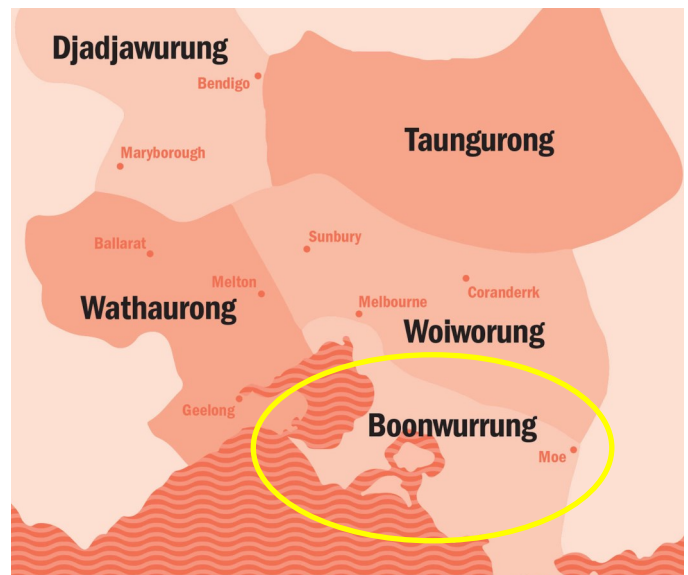 Djadjawurung
Bendigo
Taungurong
Maryborough
Sunbury
Ballarat
Melton
Coranderrk
Wathaurong
Melbourne
Woiworung
Geelong
Boonwurrung
Moe